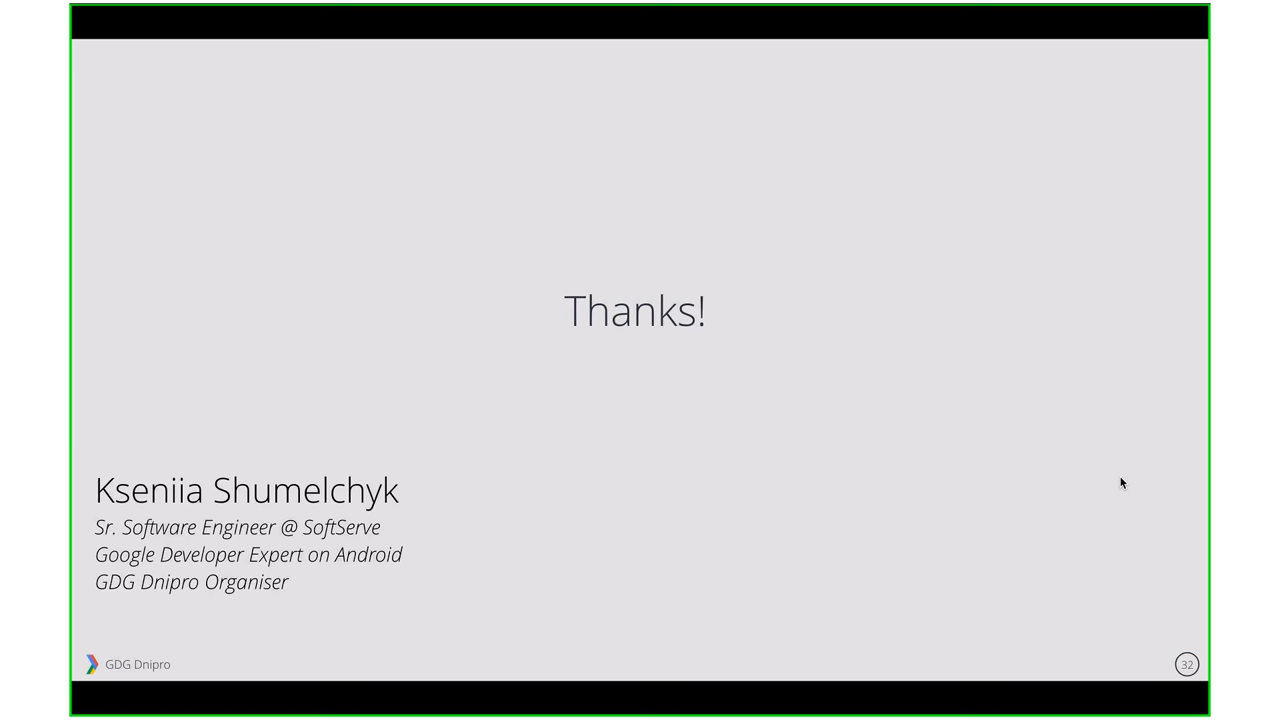 Thanks!
Kseniia Shumelchyk
Sr. Software Engineer @ SoftServe
Google Developer Expert on Android
GDG Dnipro Organiser
GDG Dnipro
32